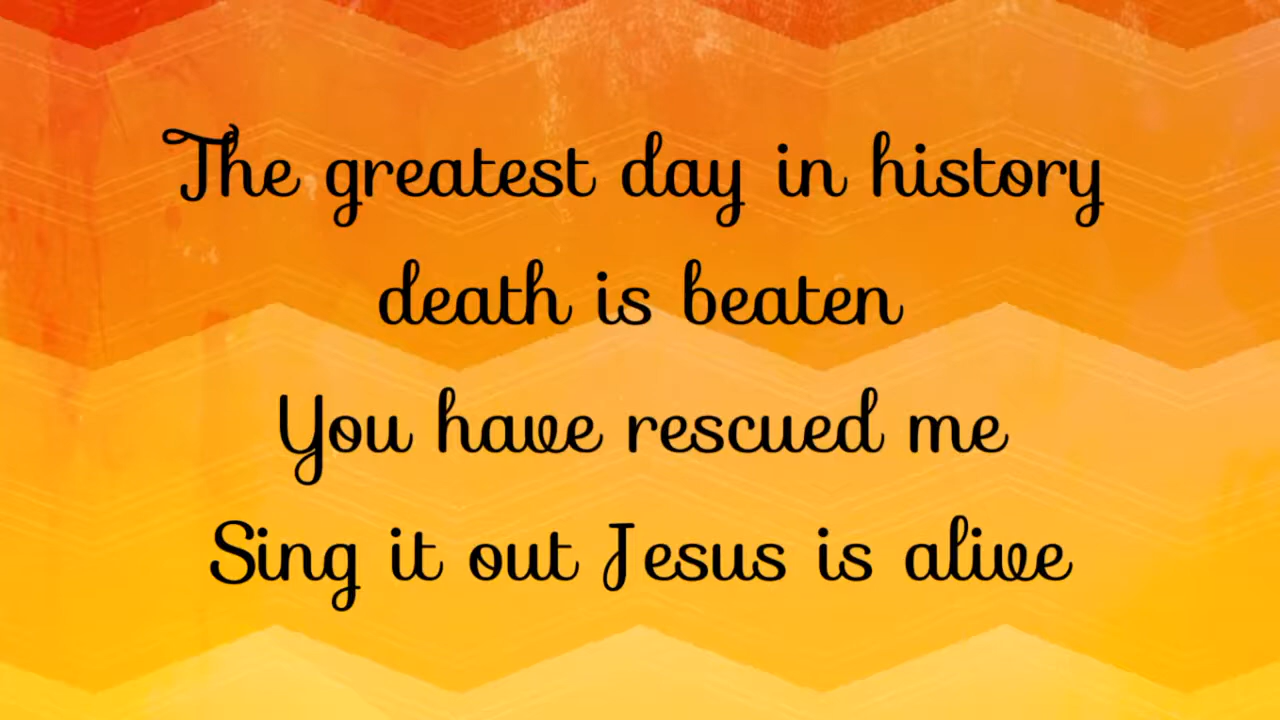 The greatest day in history
death is beaten
You have rescued me
Sing it out Jesus is alive